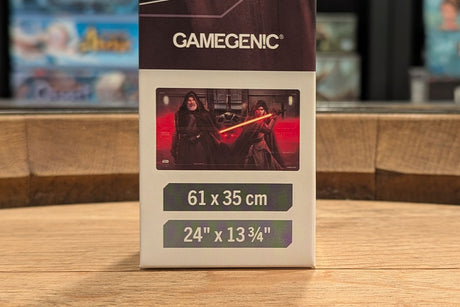 GAMEGENIC®
61 x 35 cm
24" x 13 ¾"